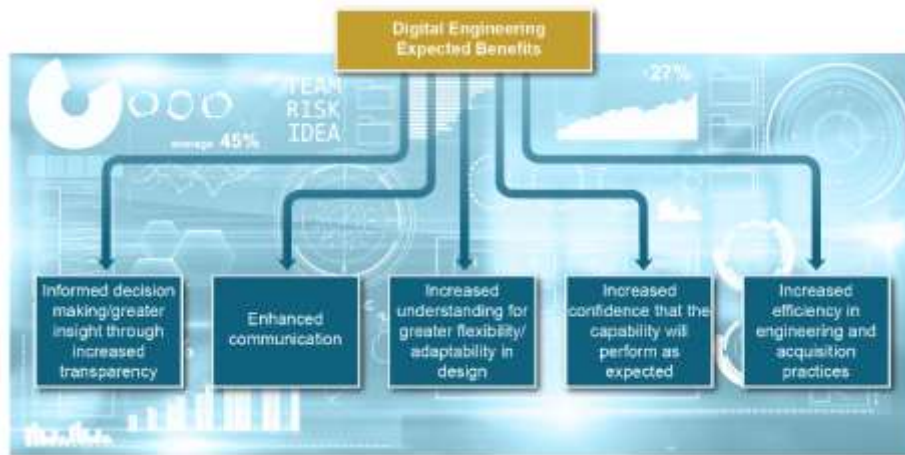 Digital Engineering
Expected Benefits
TEAM
RISK
IDEA
average 45%
27%
Informed decision
making/greater
insight through
increased
transparency
Enhanced
communication
Increased
understanding for
greater flexibility/
adaptability in
design
Increased
confidence that the
capability will
perform as
expected
Increased
efficiency in
engineering and
acquisition
practices